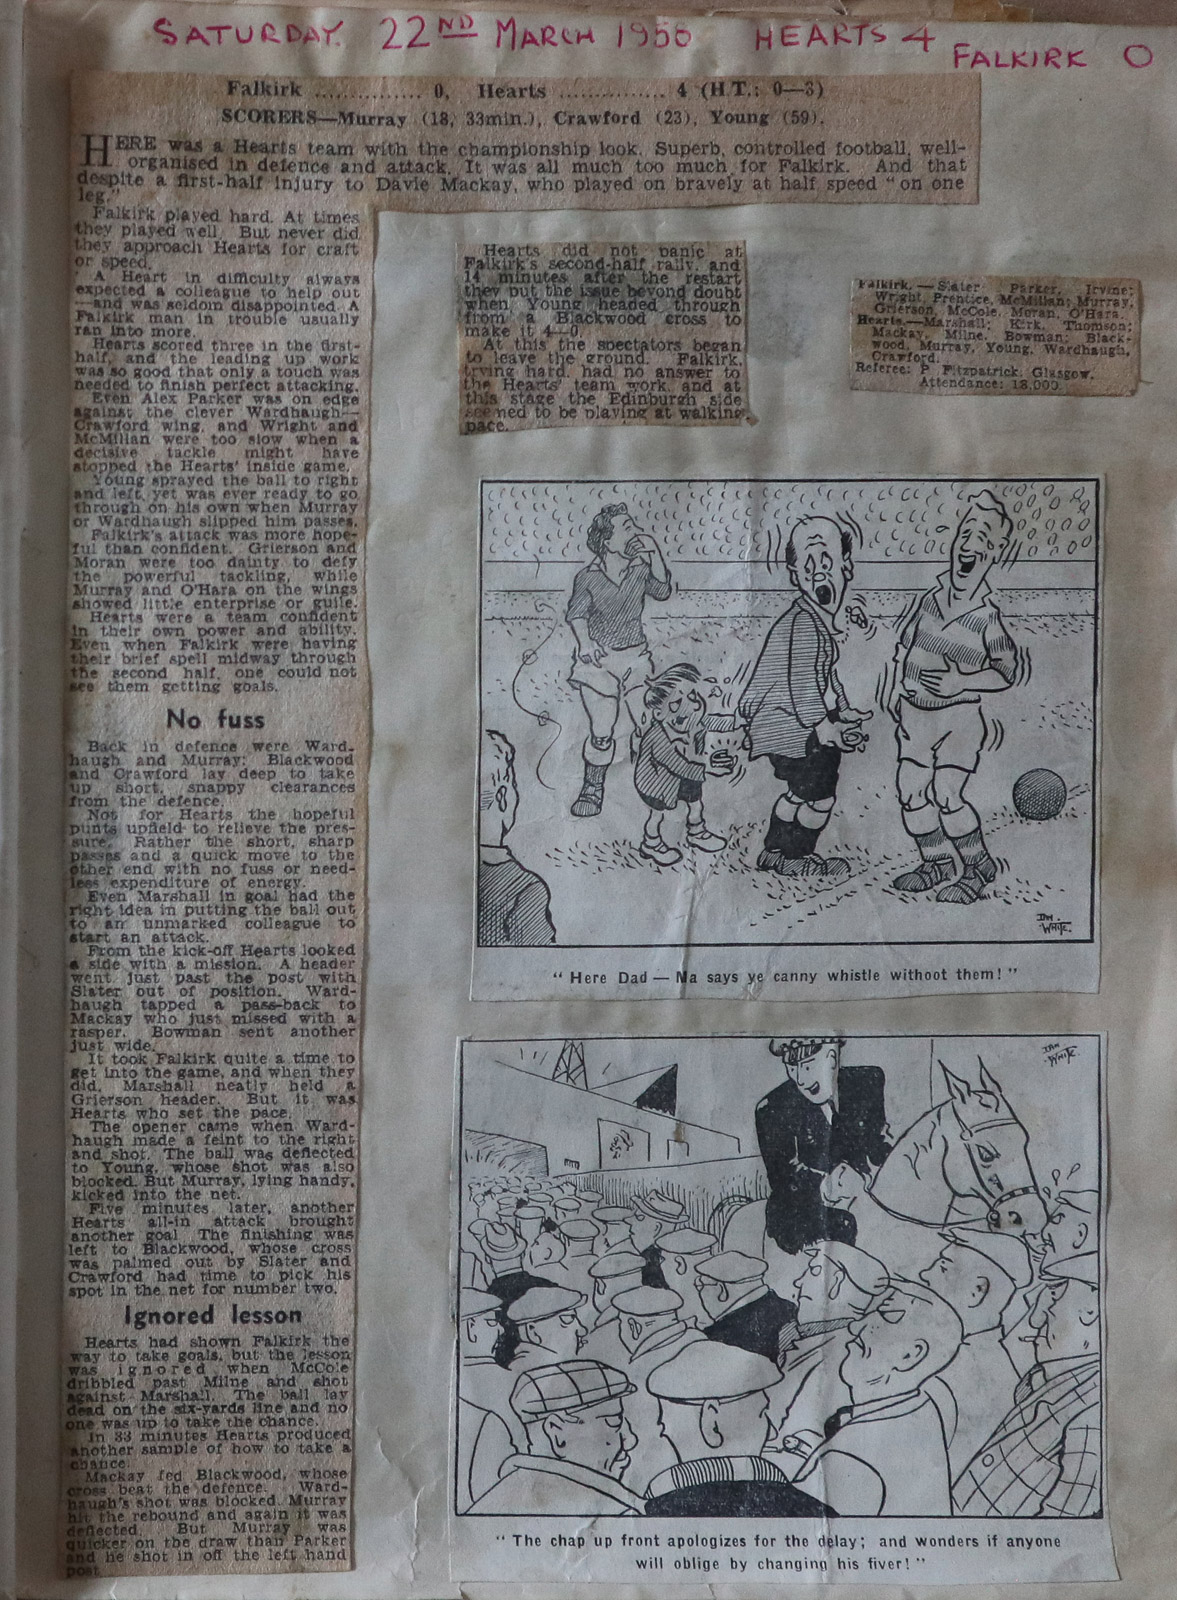 SATURDAY. 22ND MARCH 1958 HEARTS 4
FALKIRK 0
Falkirk .............. 0, Hearts .............. 4 (H.T.: 0—3)
SCORERS—Murray (18, 33min.), Crawford (23), Young (59).
HERE was a Hearts team with the championship look. Superb, controlled football, well-
organised in defence and attack. It was all much too much for Falkirk. And that
despite a first-half injury to Davie Mackay, who played on bravely at half speed "on one
leg."
Falkirk played hard. At times
they played well. But never did
they approach Hearts for craft
or speed.
A Heart in difficulty always
expected a colleague to help out
—and was seldom disappointed. A
Falkirk man in trouble usually
ran into more.
Hearts scored three in the first-
half, and the leading up work
was so good that only a touch was
needed to finish perfect attacking.
Even Alex Parker was on edge
against the clever Wardhaugh—
Crawford wing, and Wright and
McMillan were too slow when a
decisive tackle might have
stopped the Hearts' inside game.
Young sprayed the ball to right
and left, yet was ever ready to go
through on his own when Murray
or Wardhaugh slipped him passes.
Falkirk's attack was more hope-
ful than confident. Grierson and
Moran were too dainty to defy
the powerful tackling, while
Murray and O'Hara on the wings
showed little enterprise or guile.
Hearts were a team confident
in their own power and ability.
Even when Falkirk were having
their brief spell midway through
the second half, one could not
see them getting goals.
No fuss
Back in defence were Ward-
haugh and Murray; Blackwood
and Crawford lay deep to take
up short, snappy clearances
from the defence.
Not for Hearts the hopeful
punts upfield to relieve the pres-
sure. Rather the short, sharp
passes and a quick move to the
other end with no fuss or need-
less expenditure of energy.
Even Marshall in goal had the
right idea in putting the ball out
to an unmarked colleague to
start an attack.
From the kick-off Hearts looked
a side with a mission. A header
went just past the post with
Slater out of position. Ward-
haugh tapped a pass-back to
Mackay who just missed with a
rasper. Bowman sent another
just wide.
It took Falkirk quite a time to
get into the game, and when they
did, Marshall neatly held a
Grierson header. But it was
Hearts who set the pace.
The opener came when Ward-
haugh made a feint to the right
and shot. The ball was deflected
to Young, whose shot was also
blocked. But Murray, lying handy,
kicked into the net.
Five minutes later, another
Hearts all-in attack brought
another goal. The finishing was
left to Blackwood, whose cross
was palmed out by Slater and
Crawford had time to pick his
spot in the net for number two.
Ignored lesson
Hearts had shown Falkirk the
way to take goals, but the lesson
was ignored when McCole
dribbled past Milne and shot
against Marshall. The ball lay
dead on the six-yards line and no
one was up to take the chance.
In 33 minutes Hearts produced
another sample of how to take a
chance.
Mackay fed Blackwood, whose
cross beat the defence. Ward-
haugh's shot was blocked. Murray
hit the rebound and again it was
deflected. But Murray was
quicker on the draw than Parker
and he shot in off the left hand
post.
Hearts did not panic at
Falkirk's second-half rally, and
14 minutes after the restart
they put the issue beyond doubt
when Young headed through
from a Blackwood cross to
make it 4—0.
At this the spectators began
to leave the ground. Falkirk,
trying hard, had no answer to
the Hearts' team work, and at
this stage the Edinburgh side
seemed to be playing at walking
pace.
Falkirk.—Slater; Parker, Irvine;
Wright, Prentice, McMillan; Murray,
Grierson, McCole, Moran, O'Hara.
Hearts.—Marshall; Kirk, Thomson;
Mackay, Milne, Bowman; Black-
wood, Murray, Young, Wardhaugh,
Crawford.
Referee: P. Fitzpatrick, Glasgow.
Attendance: 13,000.
IAN.
WHITE.
" Here Dad — Ma says ye canny whistle withoot them! "
IAN
WHITE.
" The chap up front apologizes for the delay; and wonders if anyone
will oblige by changing his fiver! "